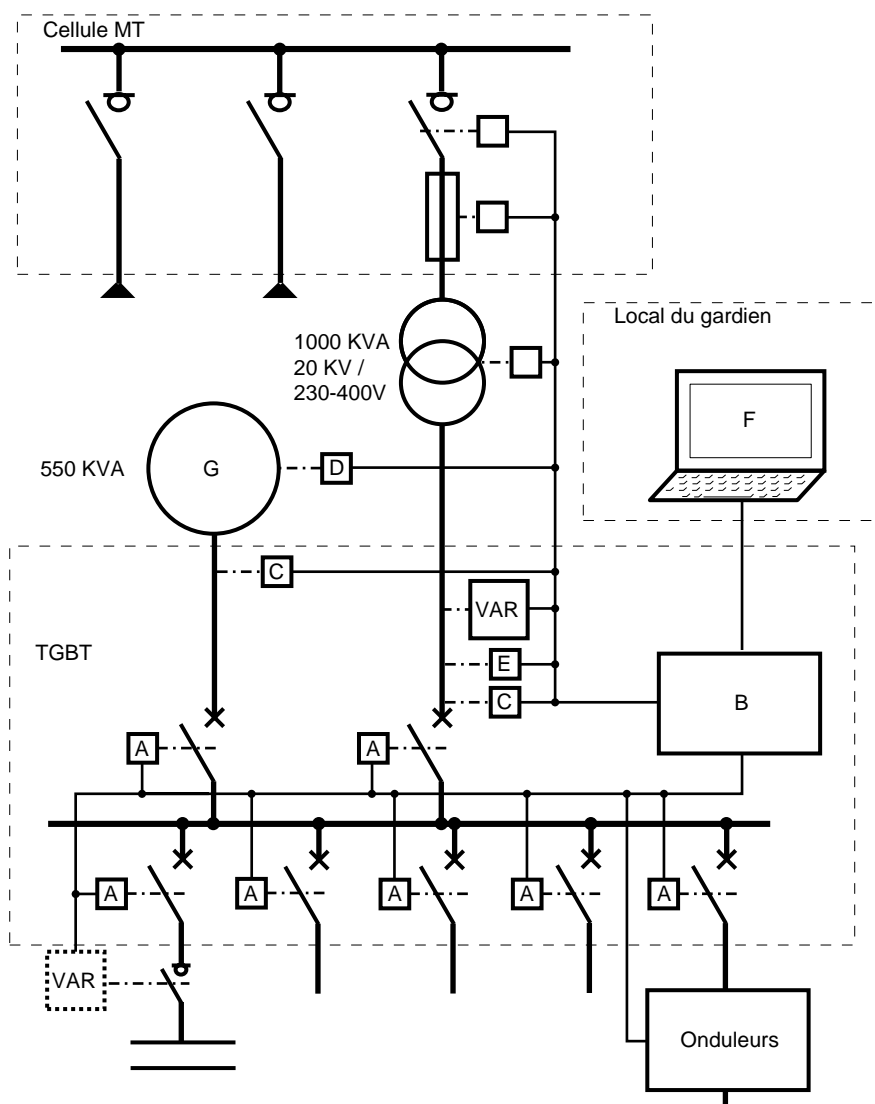 Cellule MT
Local du gardien
1000 KVA
20 KV /
230-400V
F
550 KVA
G
D
C
VAR
TGBT
E
C
B
A
A
A
A
A
A
A
VAR
Onduleurs